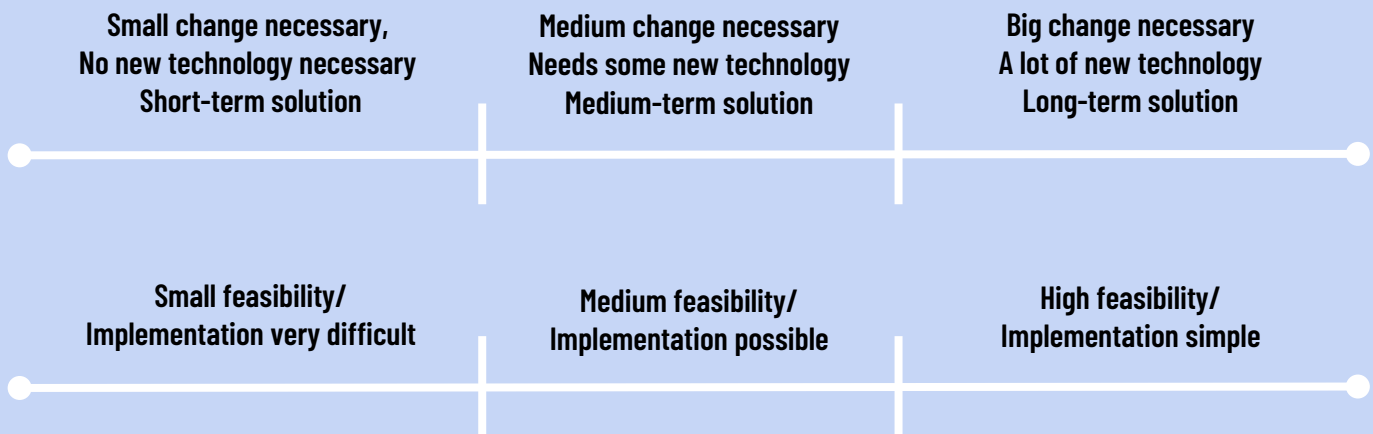 Small change necessary,
No new technology necessary
Short-term solution
Medium change necessary
Needs some new technology
Medium-term solution
Big change necessary
A lot of new technology
Long-term solution
Small feasibility/
Implementation very difficult
Medium feasibility/
Implementation possible
High feasibility/
Implementation simple